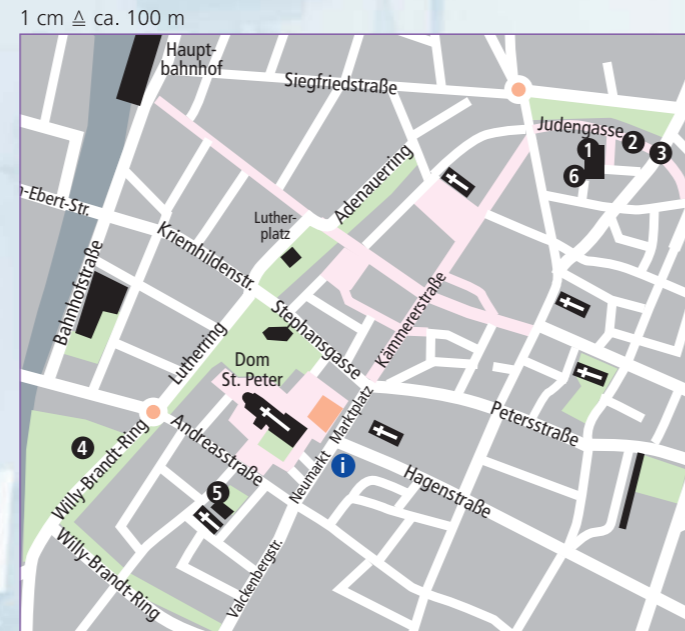 1 cm ≙ ca. 100 m
Haupt-
bahnhof
Siegfriedstraße
Judengasse
1
2
3
6
n-Ebert-Str.
Adenauerring
Luther-
platz
Kriemhildenstr.
Bahnhofstraße
Stephansgasse
Kämmererstraße
Lutherring
Dom
St. Peter
Marktplatz
Petersstraße
4
Willy-Brandt-Ring
Andreasstraße
Neumarkt
i
Hagenstraße
5
Willy-Brandt-Ring
Valckenbergstr.